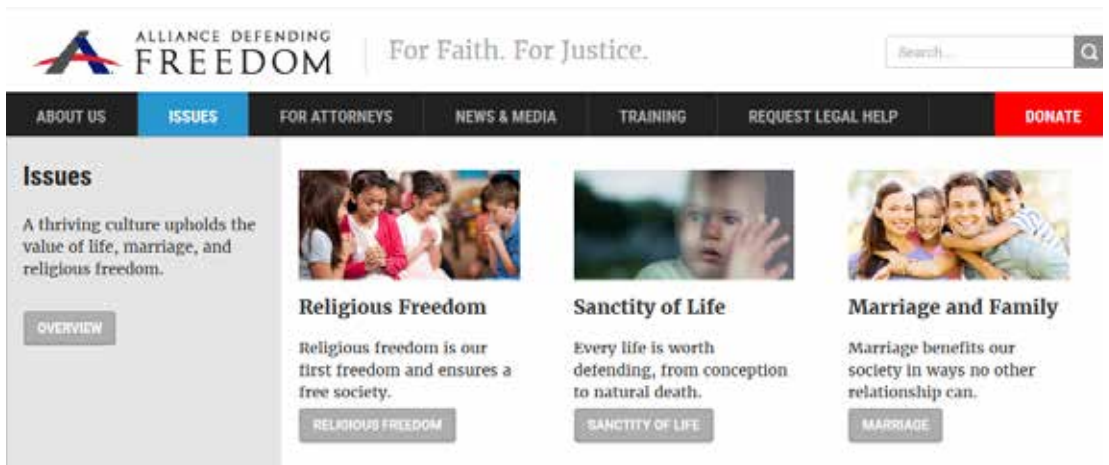 ALLIANCE DEFENDING
FREEDOM
For Faith. For Justice.
Search...
ABOUT US
ISSUES
FOR ATTORNEYS
NEWS & MEDIA
TRAINING
REQUEST LEGAL HELP
DONATE
Issues
A thriving culture upholds the
value of life, marriage, and
religious freedom.
OVERVIEW
Religious Freedom
Religious freedom is our
first freedom and ensures a
free society.
RELIGIOUS FREEDOM
Sanctity of Life
Every life is worth
defending, from conception
to natural death.
SANCTITY OF LIFE
Marriage and Family
Marriage benefits our
society in ways no other
relationship can.
MARRIAGE